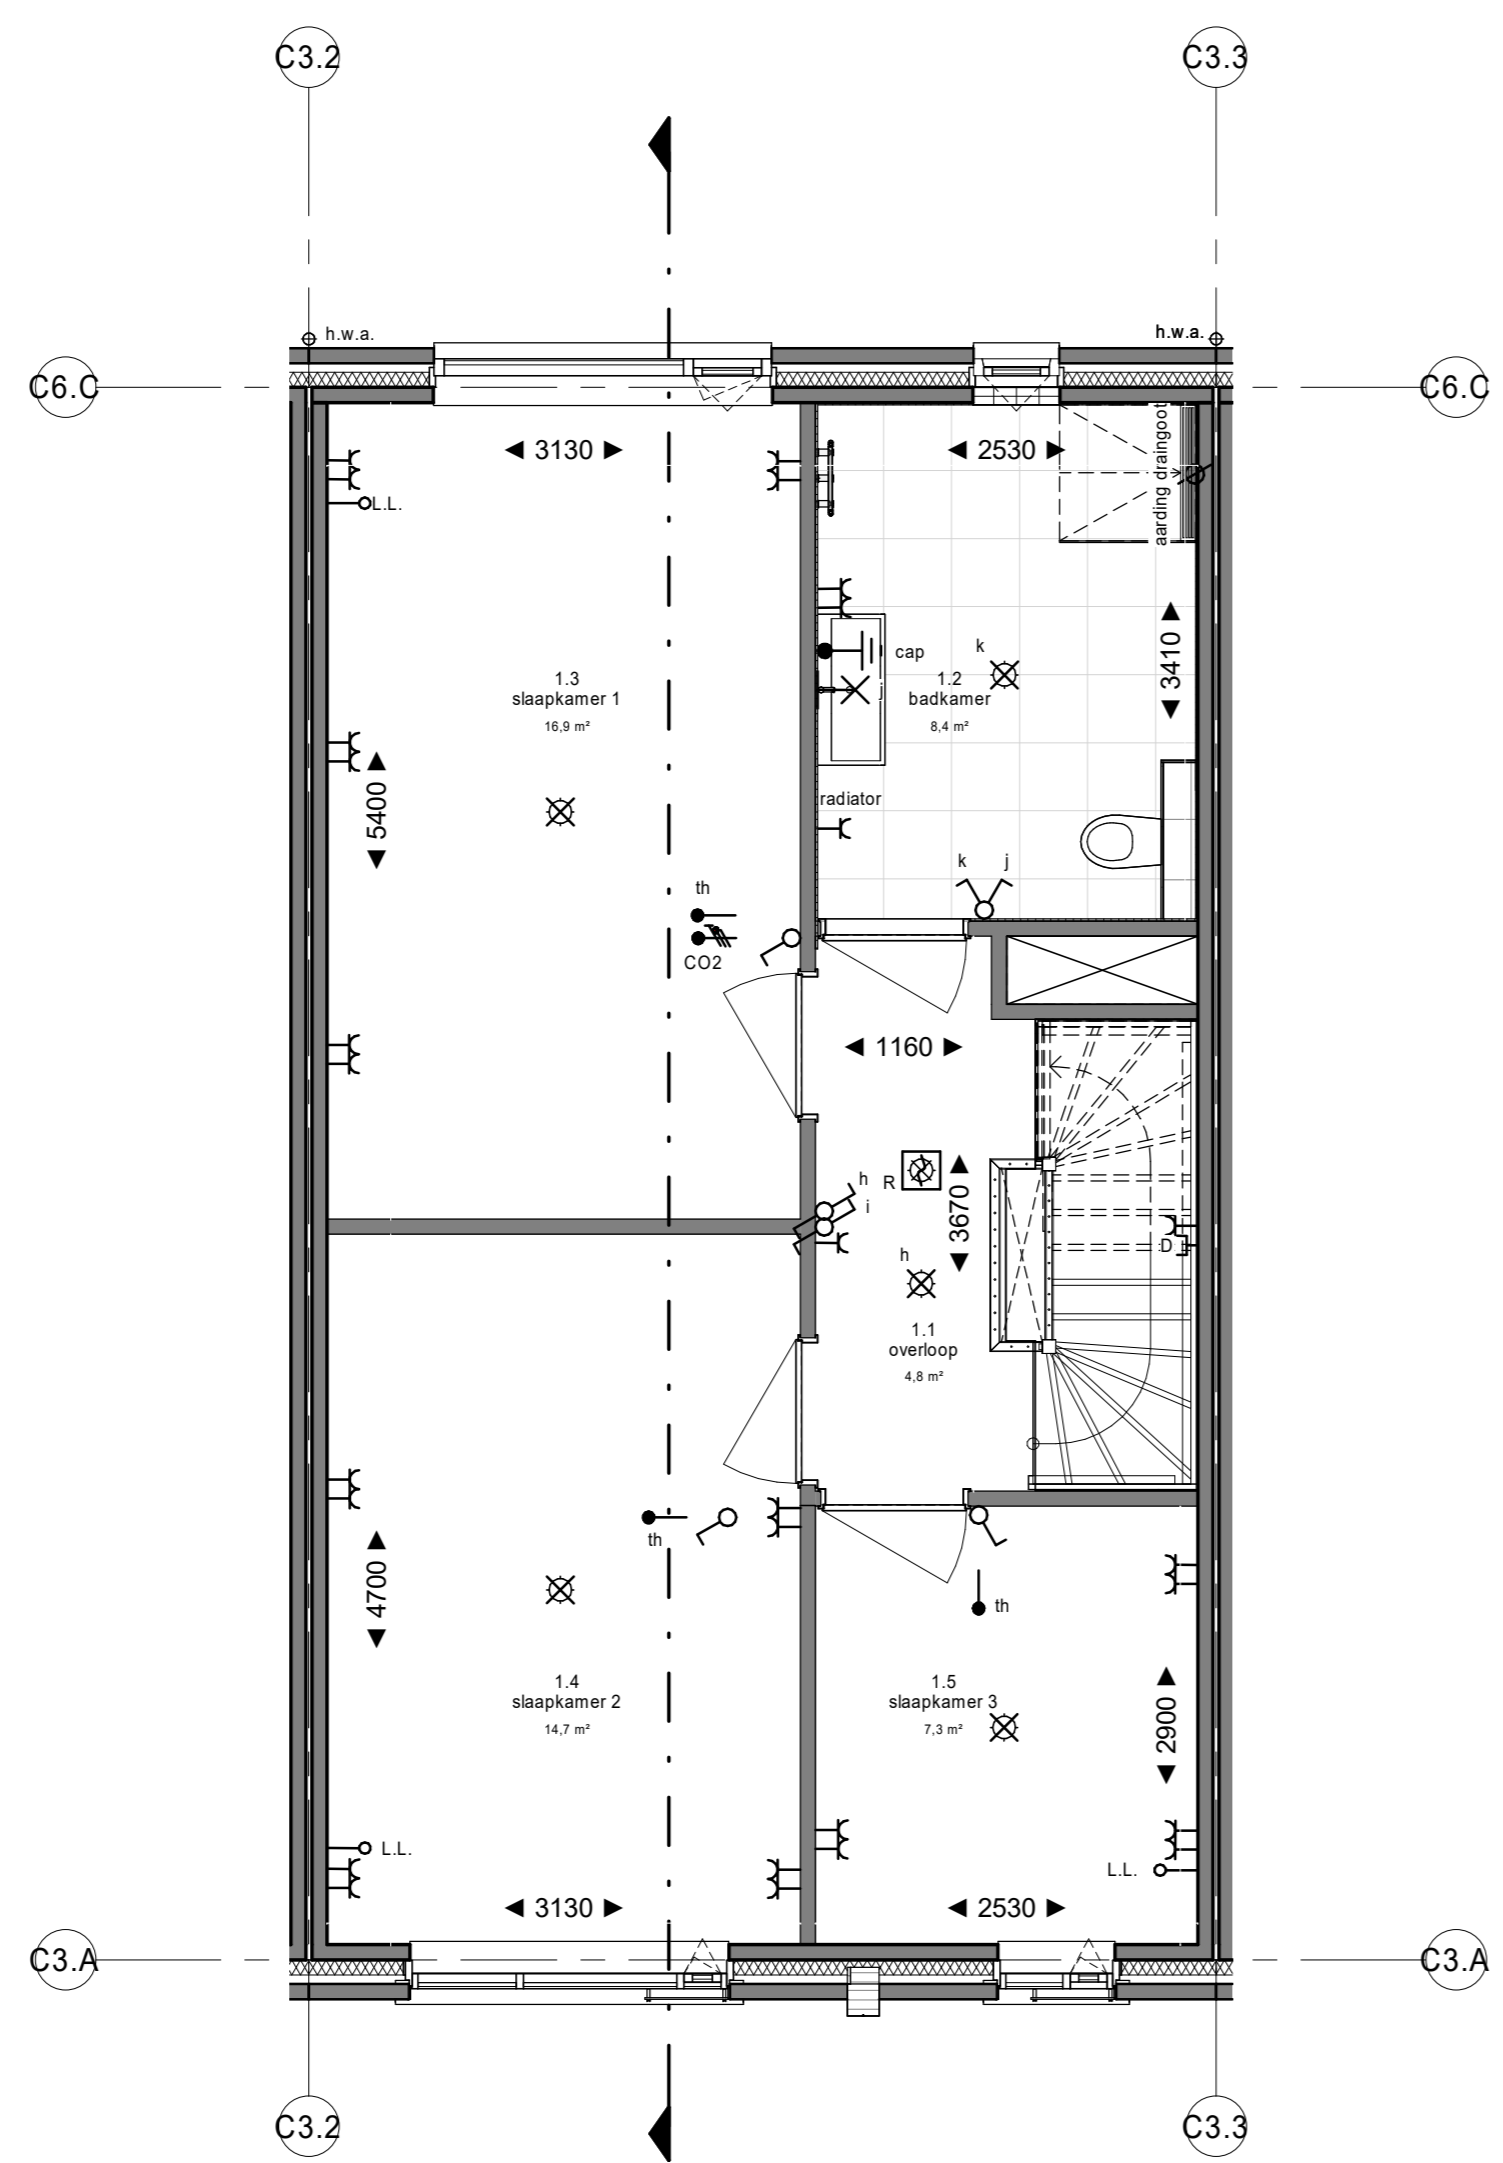 C3.2
C3.3
h.w.a.
h.w.a.
C6.C
C6.C
3130
2530
aarding draingoot
L.L.
3410
k
cap
j
1.3
slaapkamer 1
16,9 m²
1.2
badkamer
8,4 m²
5400
radiator
k
j
th
CO2
1160
h
i
R
3670
h
D
1.1
overloop
4,8 m²
th
4700
th
1.4
slaapkamer 2
14,7 m²
1.5
slaapkamer 3
7,3 m²
2900
L.L.
L.L.
3130
2530
C3.A
C3.A
C3.2
C3.3